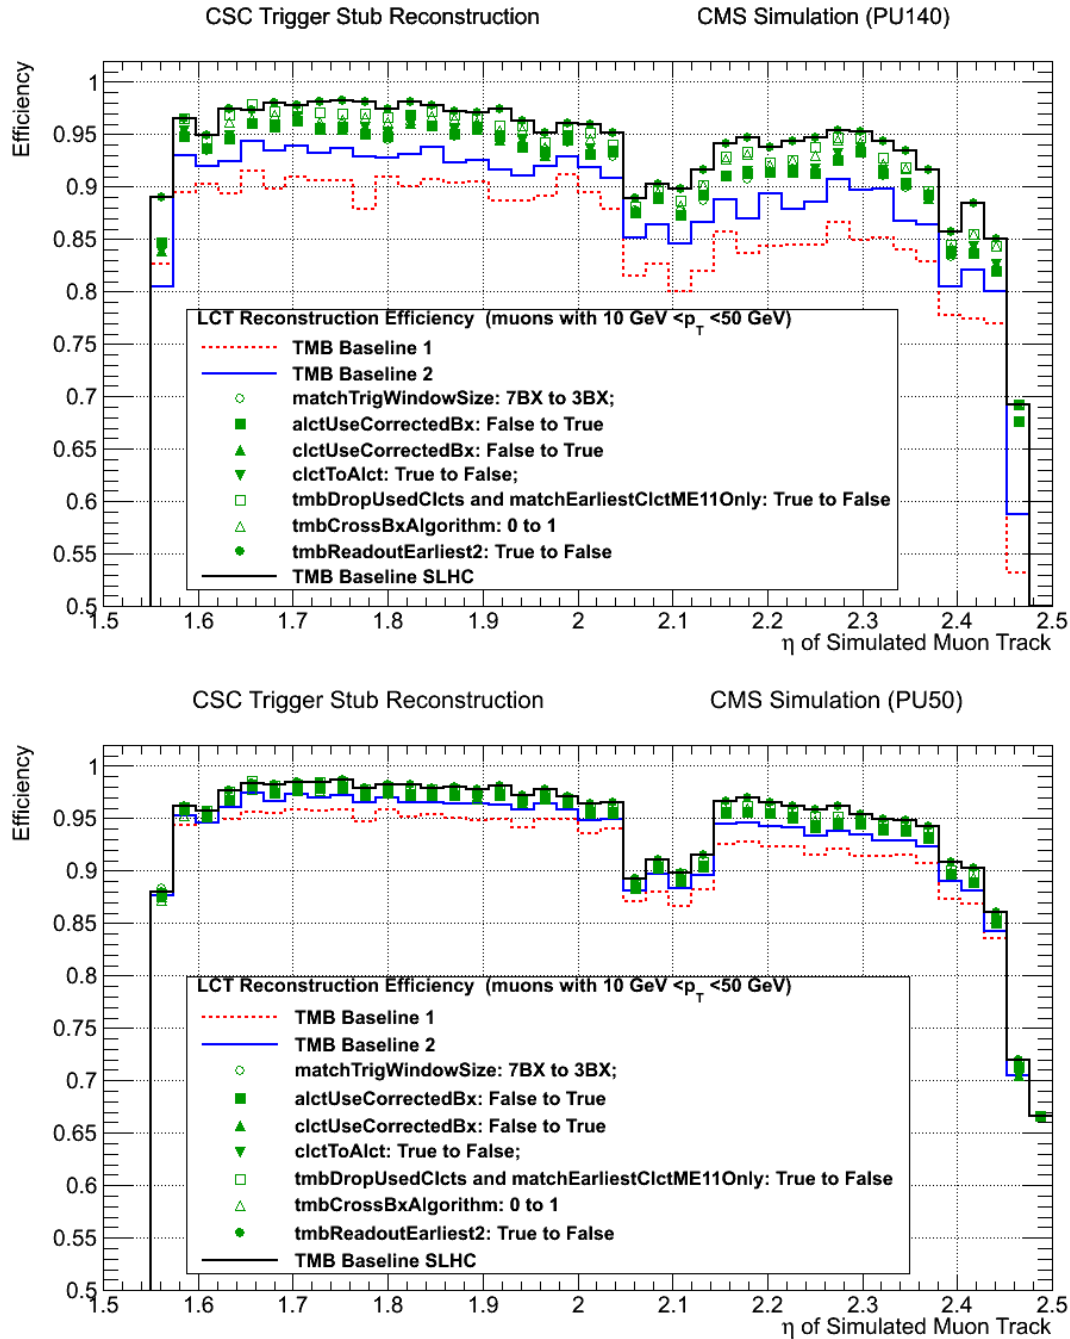 CSC Trigger Stub Reconstruction CMS Simulation (PU140)
Efficiency
1
0.95
0.9
0.85
0.8
0.75
0.7
0.65
0.6
0.55
0.5
LCT Reconstruction Efficiency (muons with 10 GeV <p_T <50 GeV)
TMB Baseline 1
TMB Baseline 2
matchTrigWindowSize: 7BX to 3BX;
alctUseCorrectedBx: False to True
clctUseCorrectedBx: False to True
clctToAlct: True to False;
tmbDropUsedClcts and matchEarliestClctME11Only: True to False
tmbCrossBxAlgorithm: 0 to 1
tmbReadoutEarliest2: True to False
TMB Baseline SLHC
1.5 1.6 1.7 1.8 1.9 2 2.1 2.2 2.3 2.4 2.5
η of Simulated Muon Track
CSC Trigger Stub Reconstruction CMS Simulation (PU50)
Efficiency
1
0.95
0.9
0.85
0.8
0.75
0.7
0.65
0.6
0.55
0.5
LCT Reconstruction Efficiency (muons with 10 GeV <p_T <50 GeV)
TMB Baseline 1
TMB Baseline 2
matchTrigWindowSize: 7BX to 3BX;
alctUseCorrectedBx: False to True
clctUseCorrectedBx: False to True
clctToAlct: True to False;
tmbDropUsedClcts and matchEarliestClctME11Only: True to False
tmbCrossBxAlgorithm: 0 to 1
tmbReadoutEarliest2: True to False
TMB Baseline SLHC
1.5 1.6 1.7 1.8 1.9 2 2.1 2.2 2.3 2.4 2.5
η of Simulated Muon Track